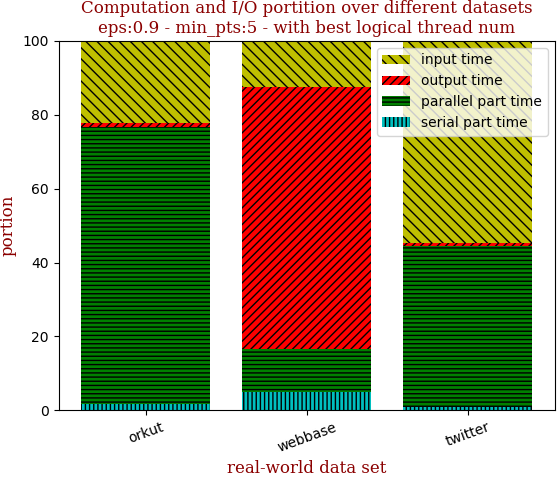 Computation and I/O portition over different datasets
eps:0.9 - min_pts:5 - with best logical thread num
100
80
60
40
20
0
portion
input time
output time
parallel part time
serial part time
orkut
webbase
twitter
real-world data set